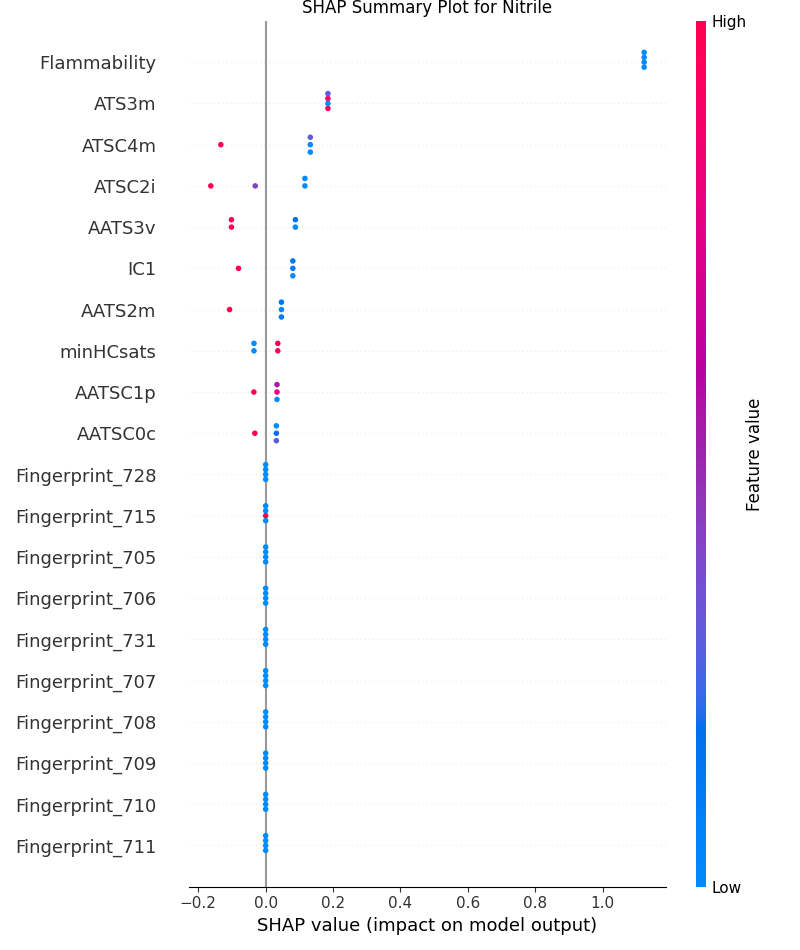 SHAP Summary Plot for Nitrile
High
Flammability
ATS3m
ATSC4m
ATSC2i
AATS3v
IC1
AATS2m
minHCsats
AATSC1p
AATSC0c
Fingerprint_728
Fingerprint_715
Fingerprint_705
Fingerprint_706
Fingerprint_731
Fingerprint_707
Fingerprint_708
Fingerprint_709
Fingerprint_710
Fingerprint_711
Feature value
Low
−0.2 0.0 0.2 0.4 0.6 0.8 1.0
SHAP value (impact on model output)